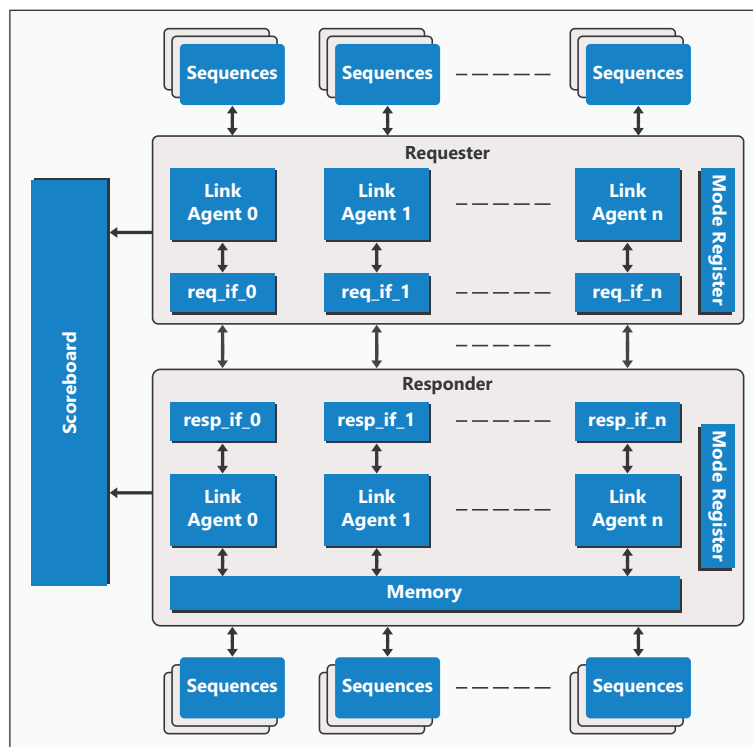 Sequences
Sequences
Sequences
Requester
Link
Agent 0
Link
Agent 1
Link
Agent n
Mode Register
req_if_0
req_if_1
req_if_n
Scoreboard
Responder
resp_if_0
resp_if_1
resp_if_n
Link
Agent 0
Link
Agent 1
Link
Agent n
Mode Register
Memory
Sequences
Sequences
Sequences